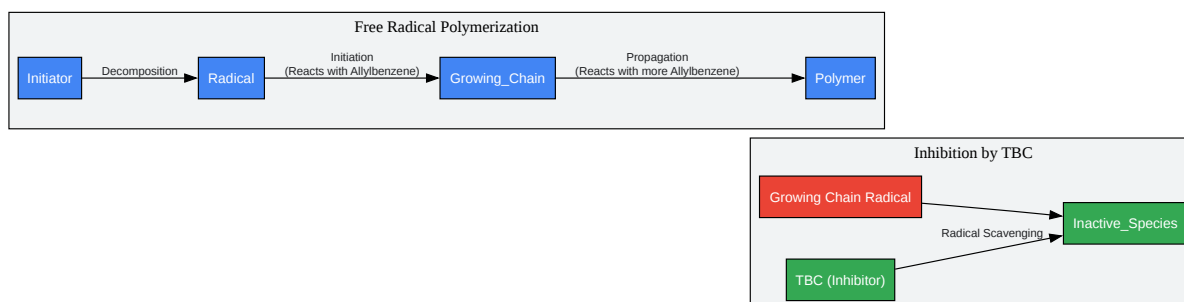 Free Radical Polymerization
Initiator
Decomposition
Radical
Initiation
(Reacts with Allylbenzene)
Growing_Chain
Propagation
(Reacts with more Allylbenzene)
Polymer
Inhibition by TBC
Growing Chain Radical
Radical Scavenging
Inactive_Species
TBC (Inhibitor)